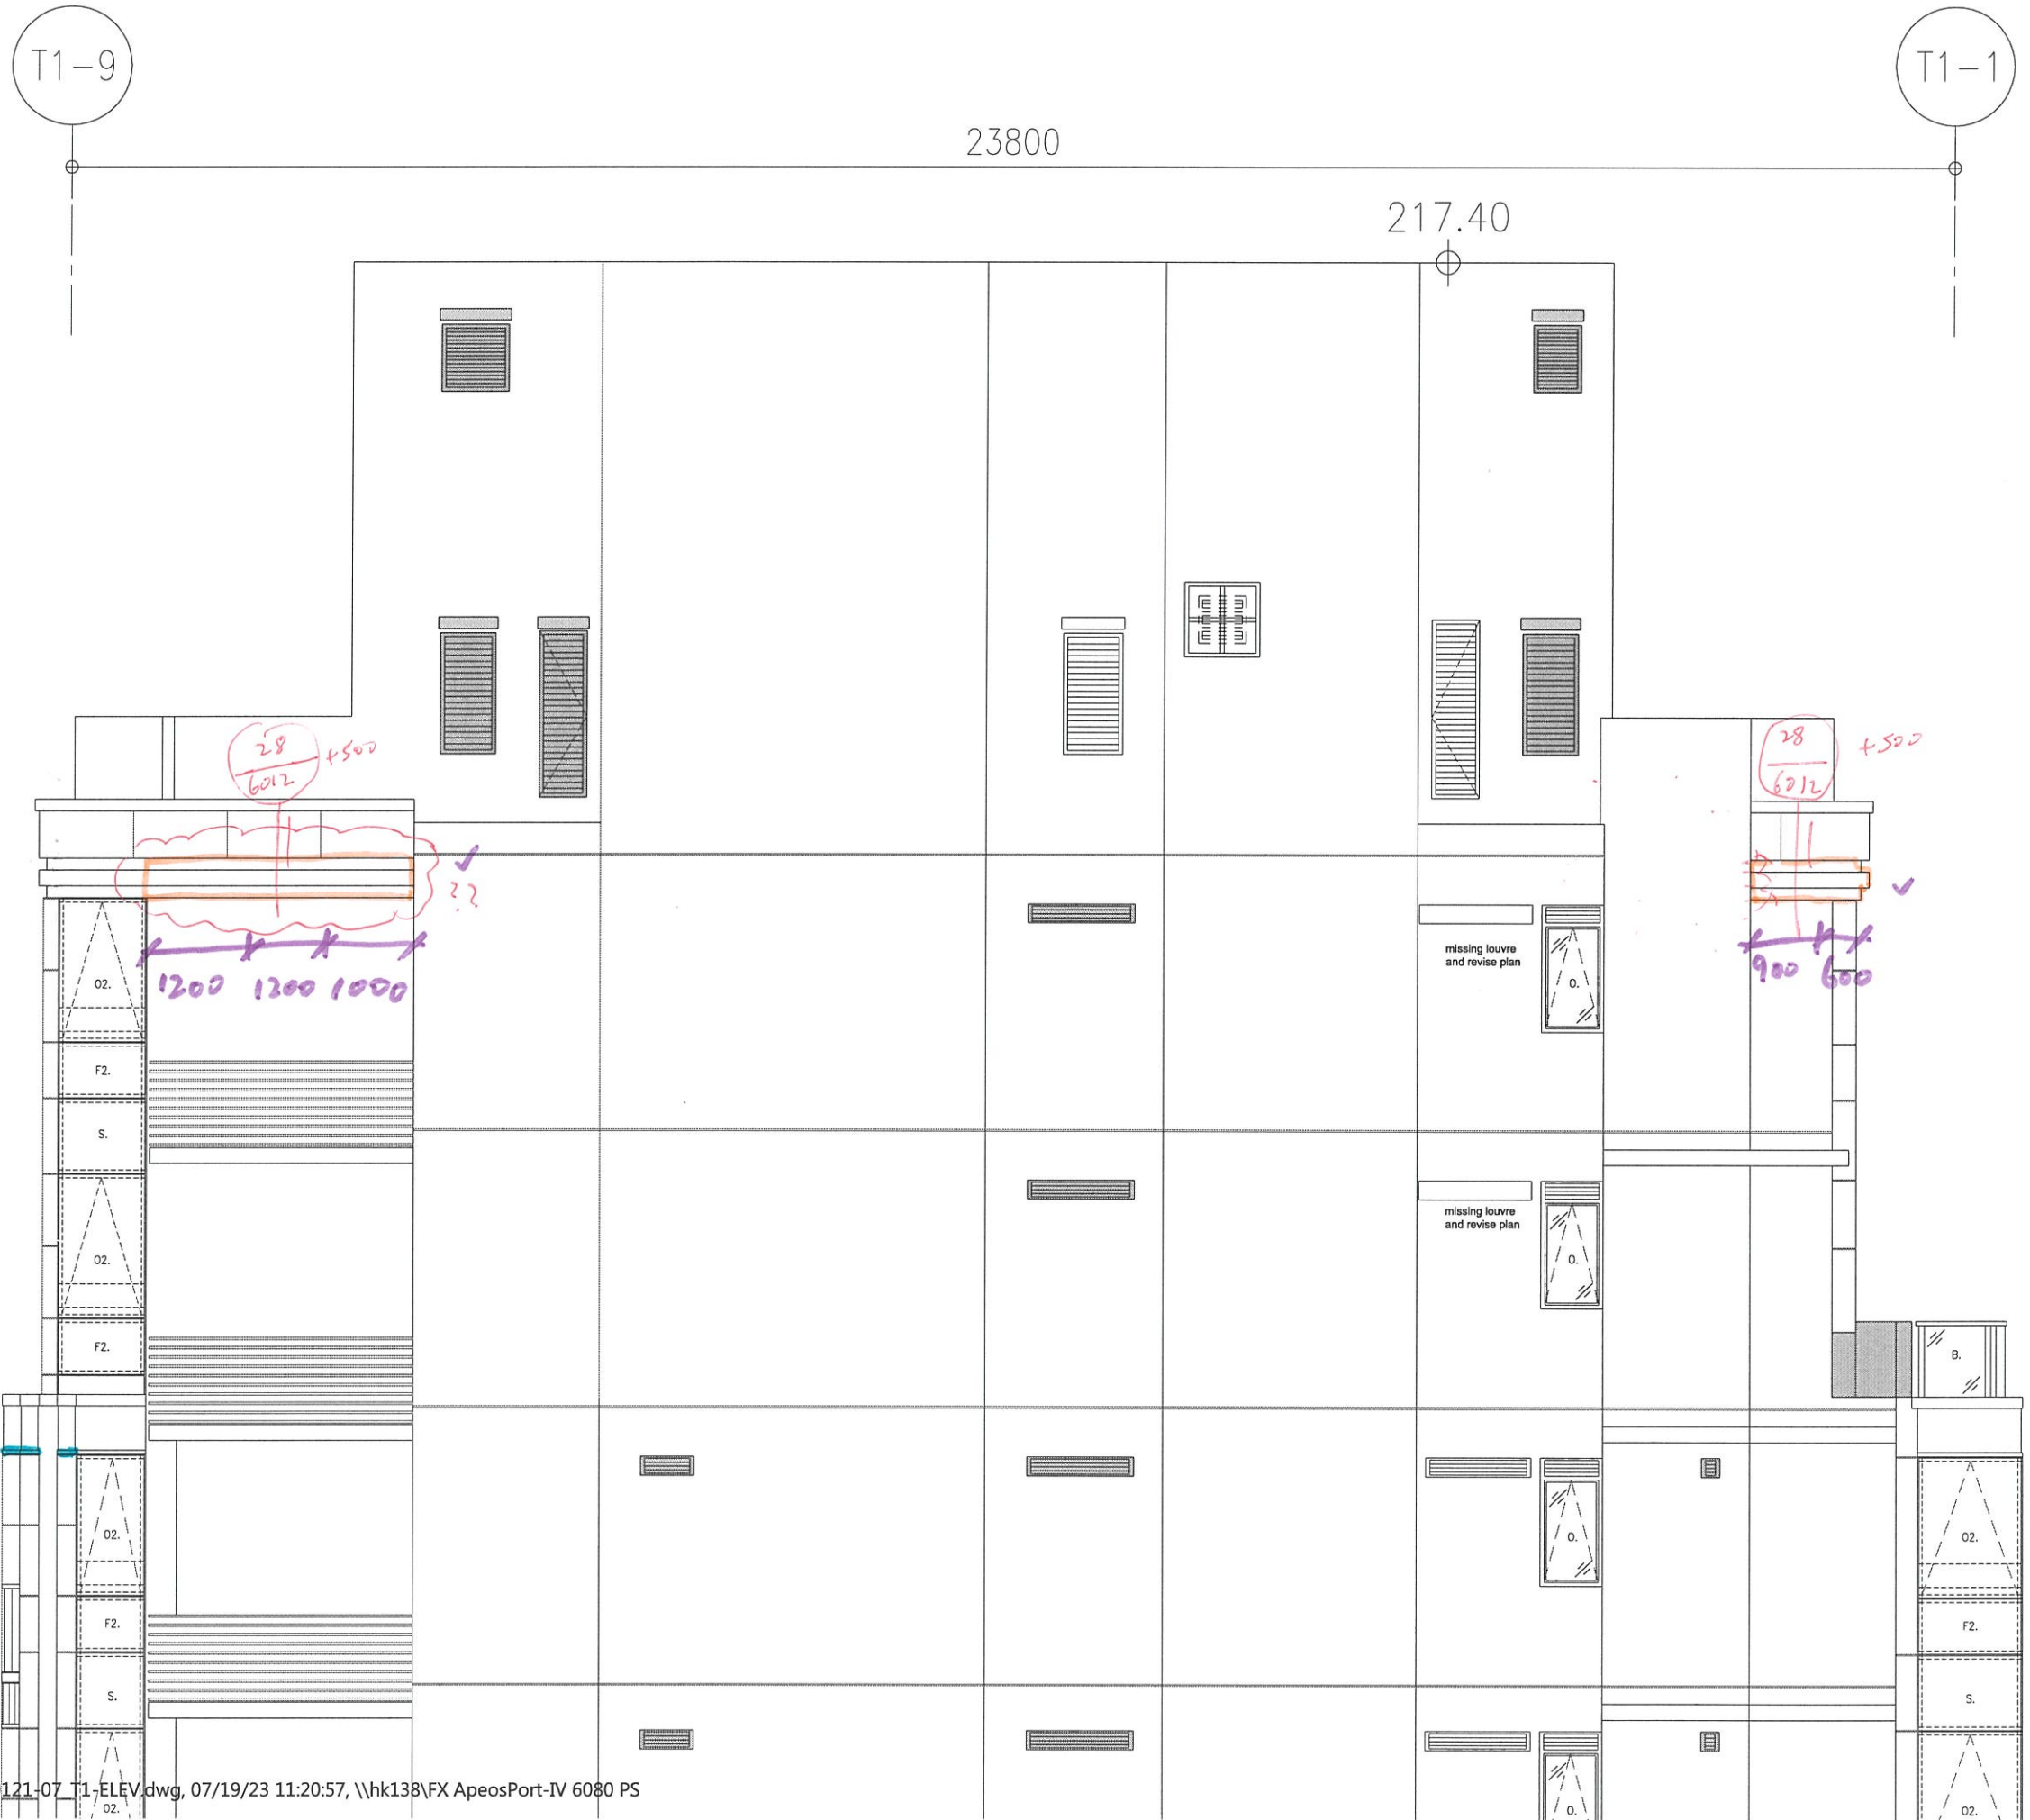 T1-9
T1-1
23800
217.40
28
6012
+500
28
6012
+500
??
1200
1200
1000
900
600
missing louvre
and revise plan
O2.
O.
F2.
S.
missing louvre
and revise plan
O2.
O.
F2.
B.
O2.
O.
O2.
F2.
F2.
S.
S.
121-07_T1-ELEV.dwg, 07/19/23 11:20:57, \\hk138\FX ApeosPort-IV 6080 PS
O2.
O.
O2.